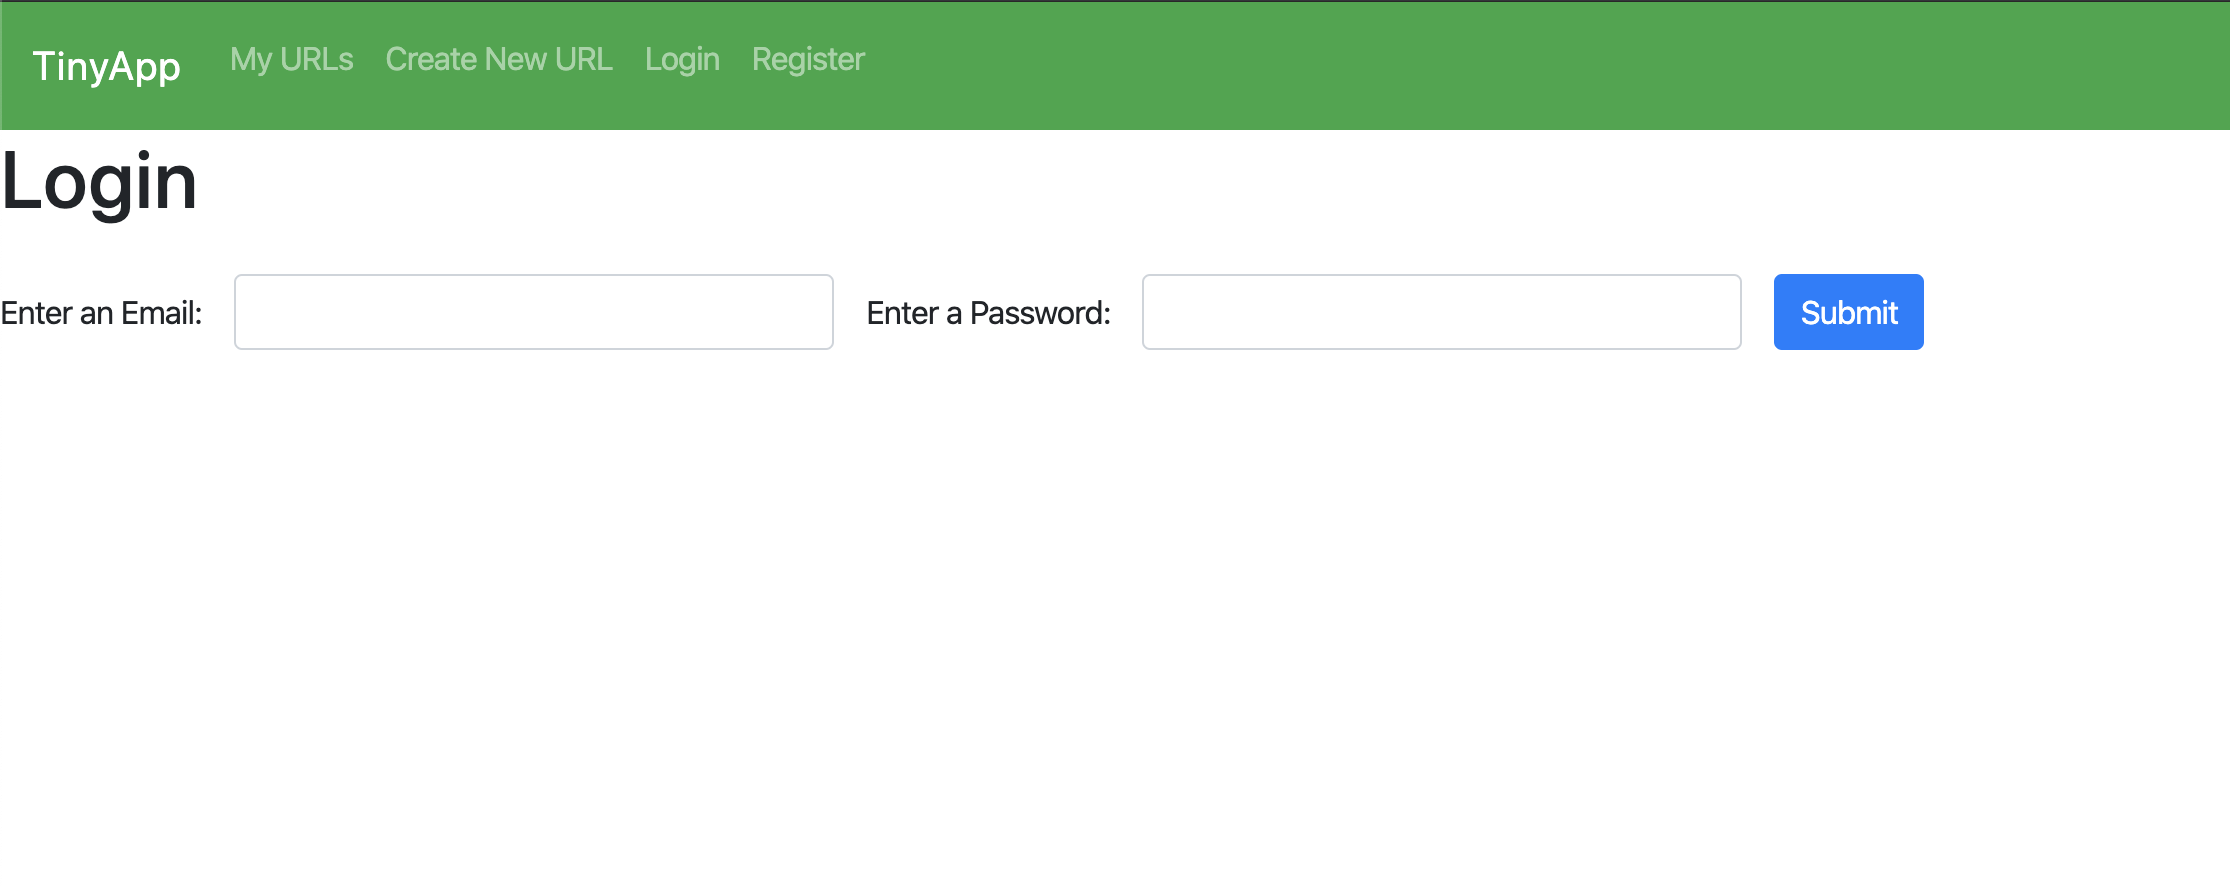 TinyApp My URLs Create New URL Login Register
Login
Enter an Email: Enter a Password: Submit